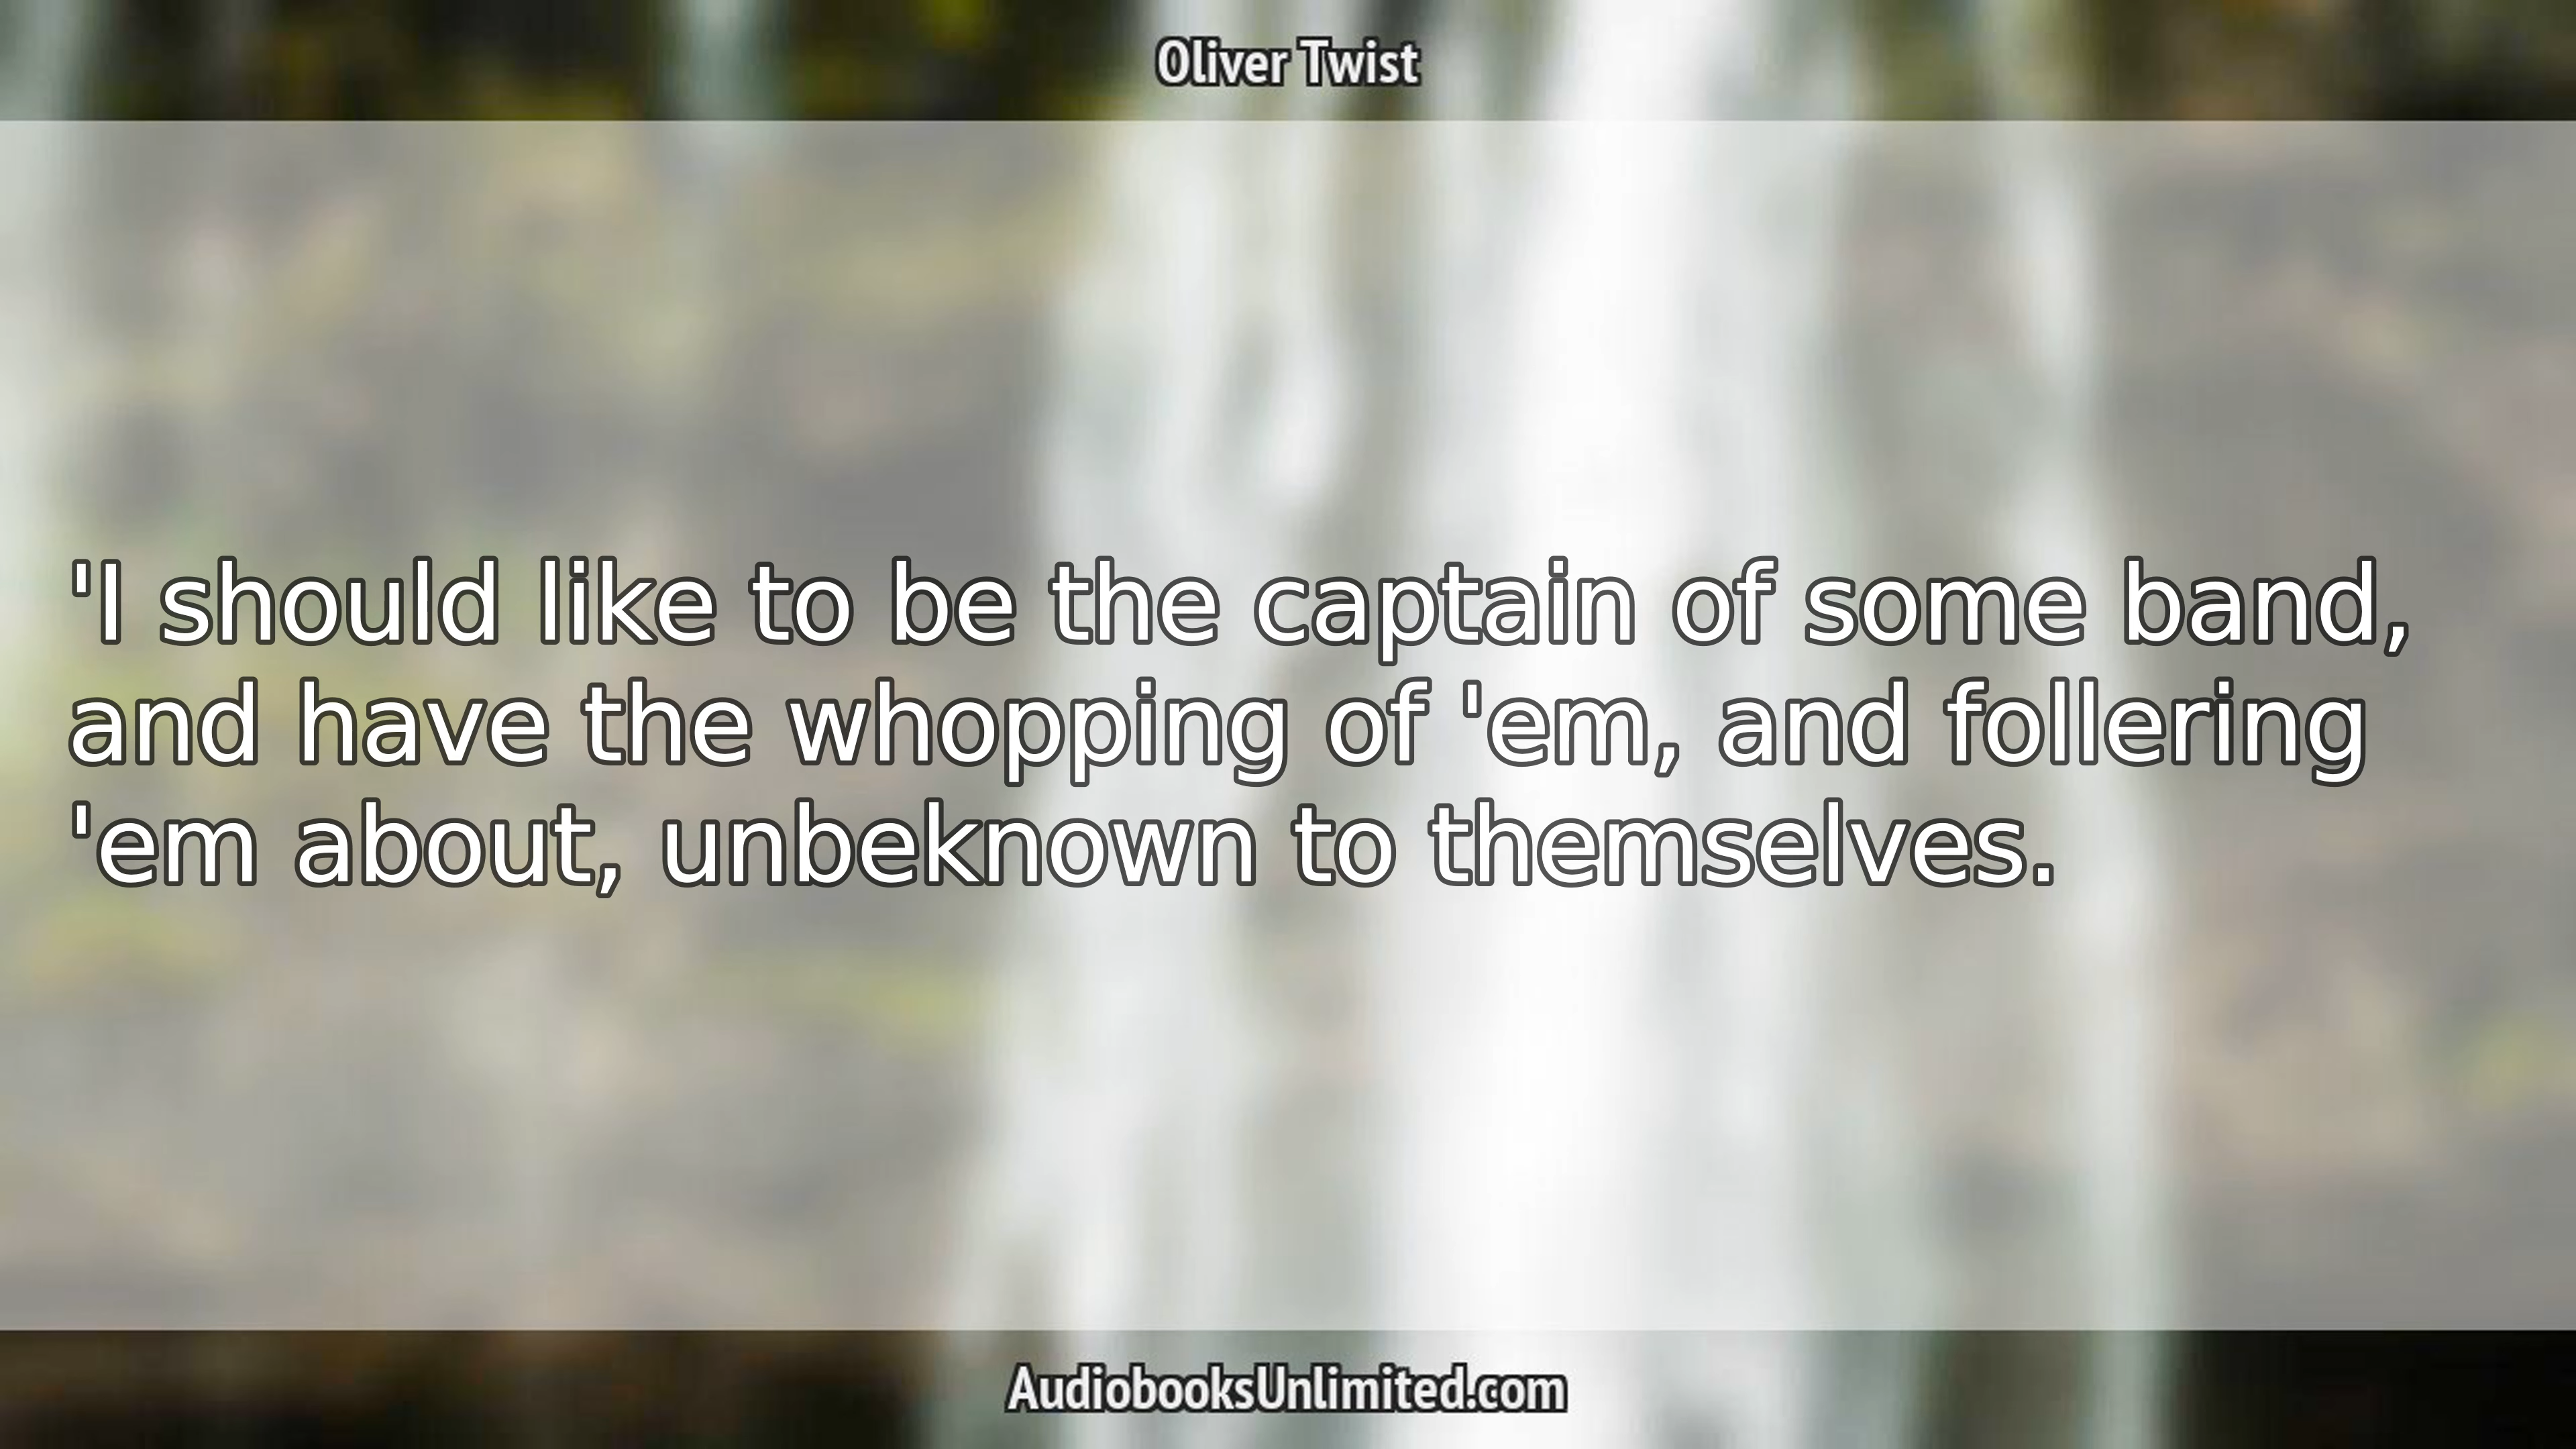 Oliver Twist
'I should like to be the captain of some band,
and have the whopping of 'em, and follering
'em about, unbeknown to themselves.
AudiobooksUnlimited.com